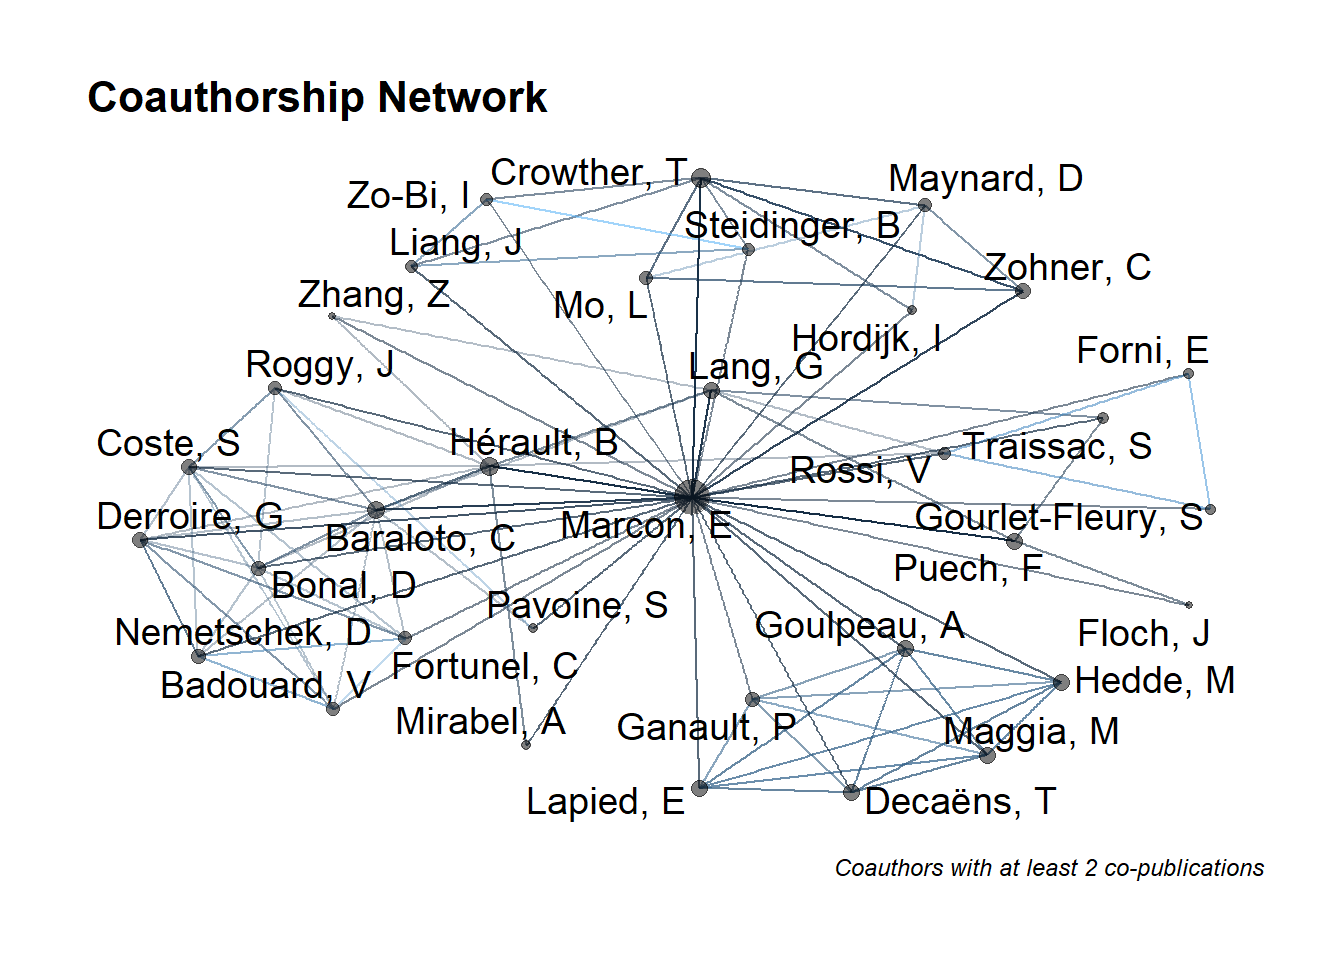 Coauthorship Network
Crowther, T
Maynard, D
Zo-Bi, I
Steidinger, B
Liang, J
Zohner, C
Zhang, Z
Mo, L
Hordijk, I
Forni, E
Roggy, J
Lang, G
Coste, S
Hérault, B
Traissac, S
Rossi, V
Derroire, G
Gourlet-Fleury, S
Marcon, E
Baraloto, C
Puech, F
Bonal, D
Pavoine, S
Goulpeau, A
Nemetschek, D
Floch, J
Fortunel, C
Hedde, M
Badouard, V
Mirabel, A
Ganault, P
Maggia, M
Lapied, E
Decaëns, T
Coauthors with at least 2 co-publications